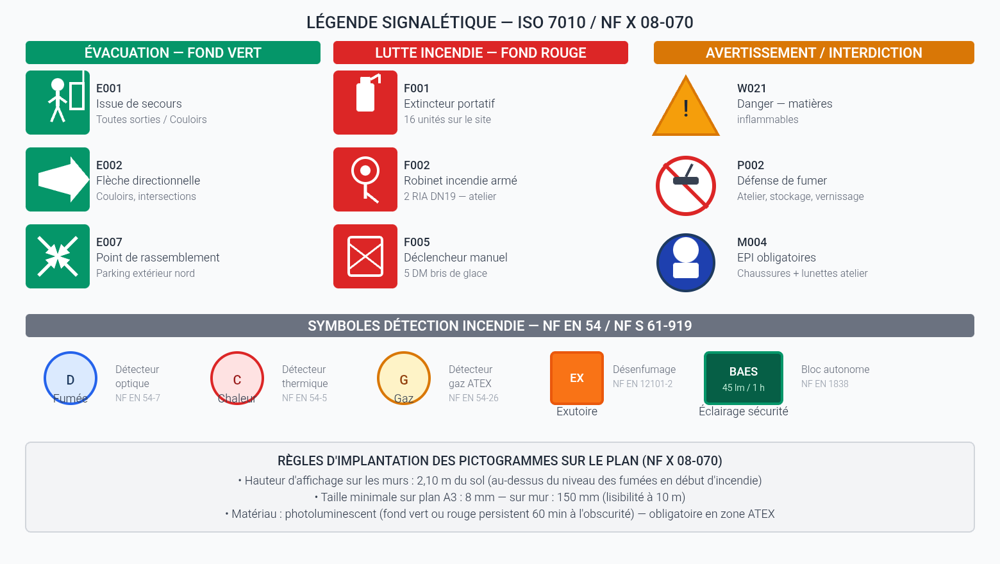 LÉGENDE SIGNALÉTIQUE — ISO 7010 / NF X 08-070
ÉVACUATION — FOND VERT
E001
Issue de secours
Toutes sorties / Couloirs
E002
Flèche directionnelle
Couloirs, intersections
E007
Point de rassemblement
Parking extérieur nord
LUTTE INCENDIE — FOND ROUGE
F001
Extincteur portatif
16 unités sur le site
F002
Robinet incendie armé
2 RIA DN19 — atelier
F005
Déclencheur manuel
5 DM bris de glace
AVERTISSEMENT / INTERDICTION
!
W021
Danger — matières
inflammables
P002
Défense de fumer
Atelier, stockage, vernissage
M004
EPI obligatoires
Chaussures + lunettes atelier
SYMBOLES DÉTECTION INCENDIE — NF EN 54 / NF S 61-919
D
Fumée
Détecteur
optique
NF EN 54-7
C
Chaleur
Détecteur
thermique
NF EN 54-5
G
Gaz
Détecteur
gaz ATEX
NF EN 54-26
EX
Exutoire
Désenfumage
NF EN 12101-2
BAES
45 lm / 1 h
Éclairage sécurité
Bloc autonome
NF EN 1838
RÈGLES D'IMPLANTATION DES PICTOGRAMMES SUR LE PLAN (NF X 08-070)
• Hauteur d'affichage sur les murs : 2,10 m du sol (au-dessus du niveau des fumées en début d'incendie)
• Taille minimale sur plan A3 : 8 mm — sur mur : 150 mm (lisibilité à 10 m)
• Matériau : photoluminescent (fond vert ou rouge persistent 60 min à l'obscurité) — obligatoire en zone ATEX